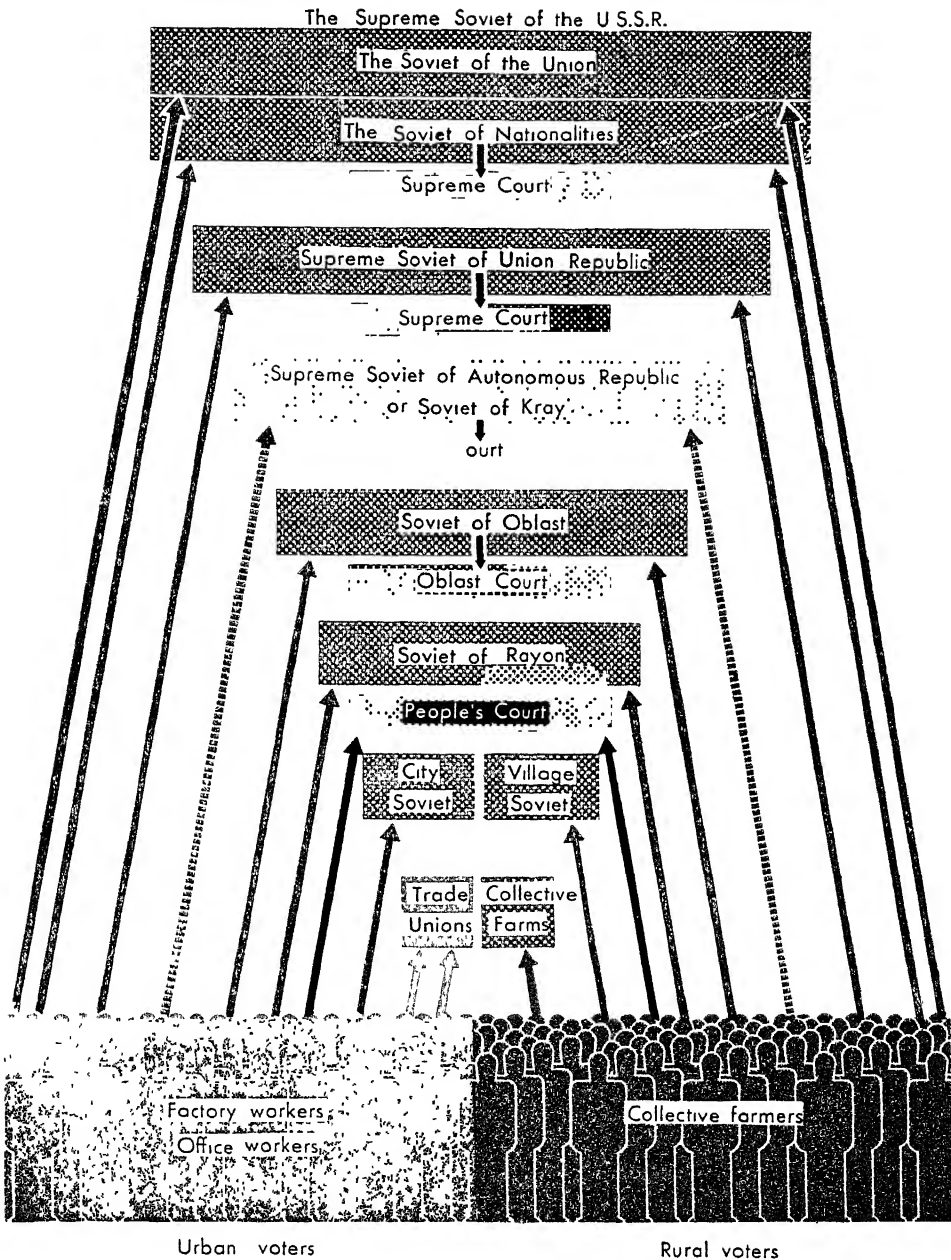 The Supreme Soviet of the U S.S.R.
The Soviet of the Union
The Soviet of Nationalities
Supreme Court
Supreme Soviet of Union Republic
Supreme Court
Supreme Soviet of Autonomous Republic
or Soviet of Kray
ourt
Soviet of Oblast
Oblast Court
Soviet of Rayon
People's Court
City
Soviet
Village
Soviet
Trade
Unions
Collective
Farms
Factory workers
Office workers
Collective farmers
Urban voters
Rural voters